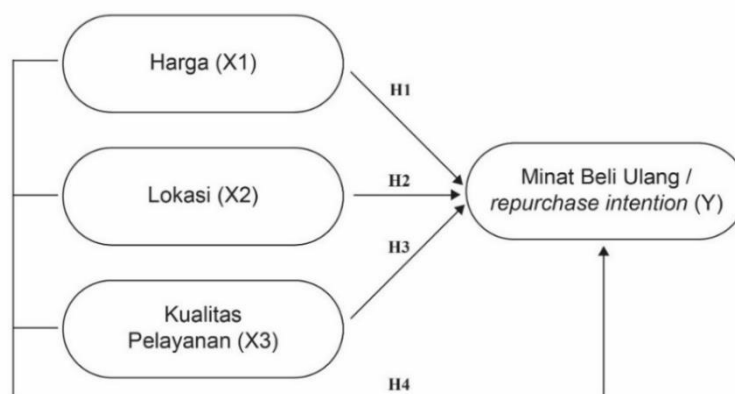 Harga (X1)
H1
Lokasi (X2)
H2
Minat Beli Ulang /
repurchase intention (Y)
H3
Kualitas
Pelayanan (X3)
H4